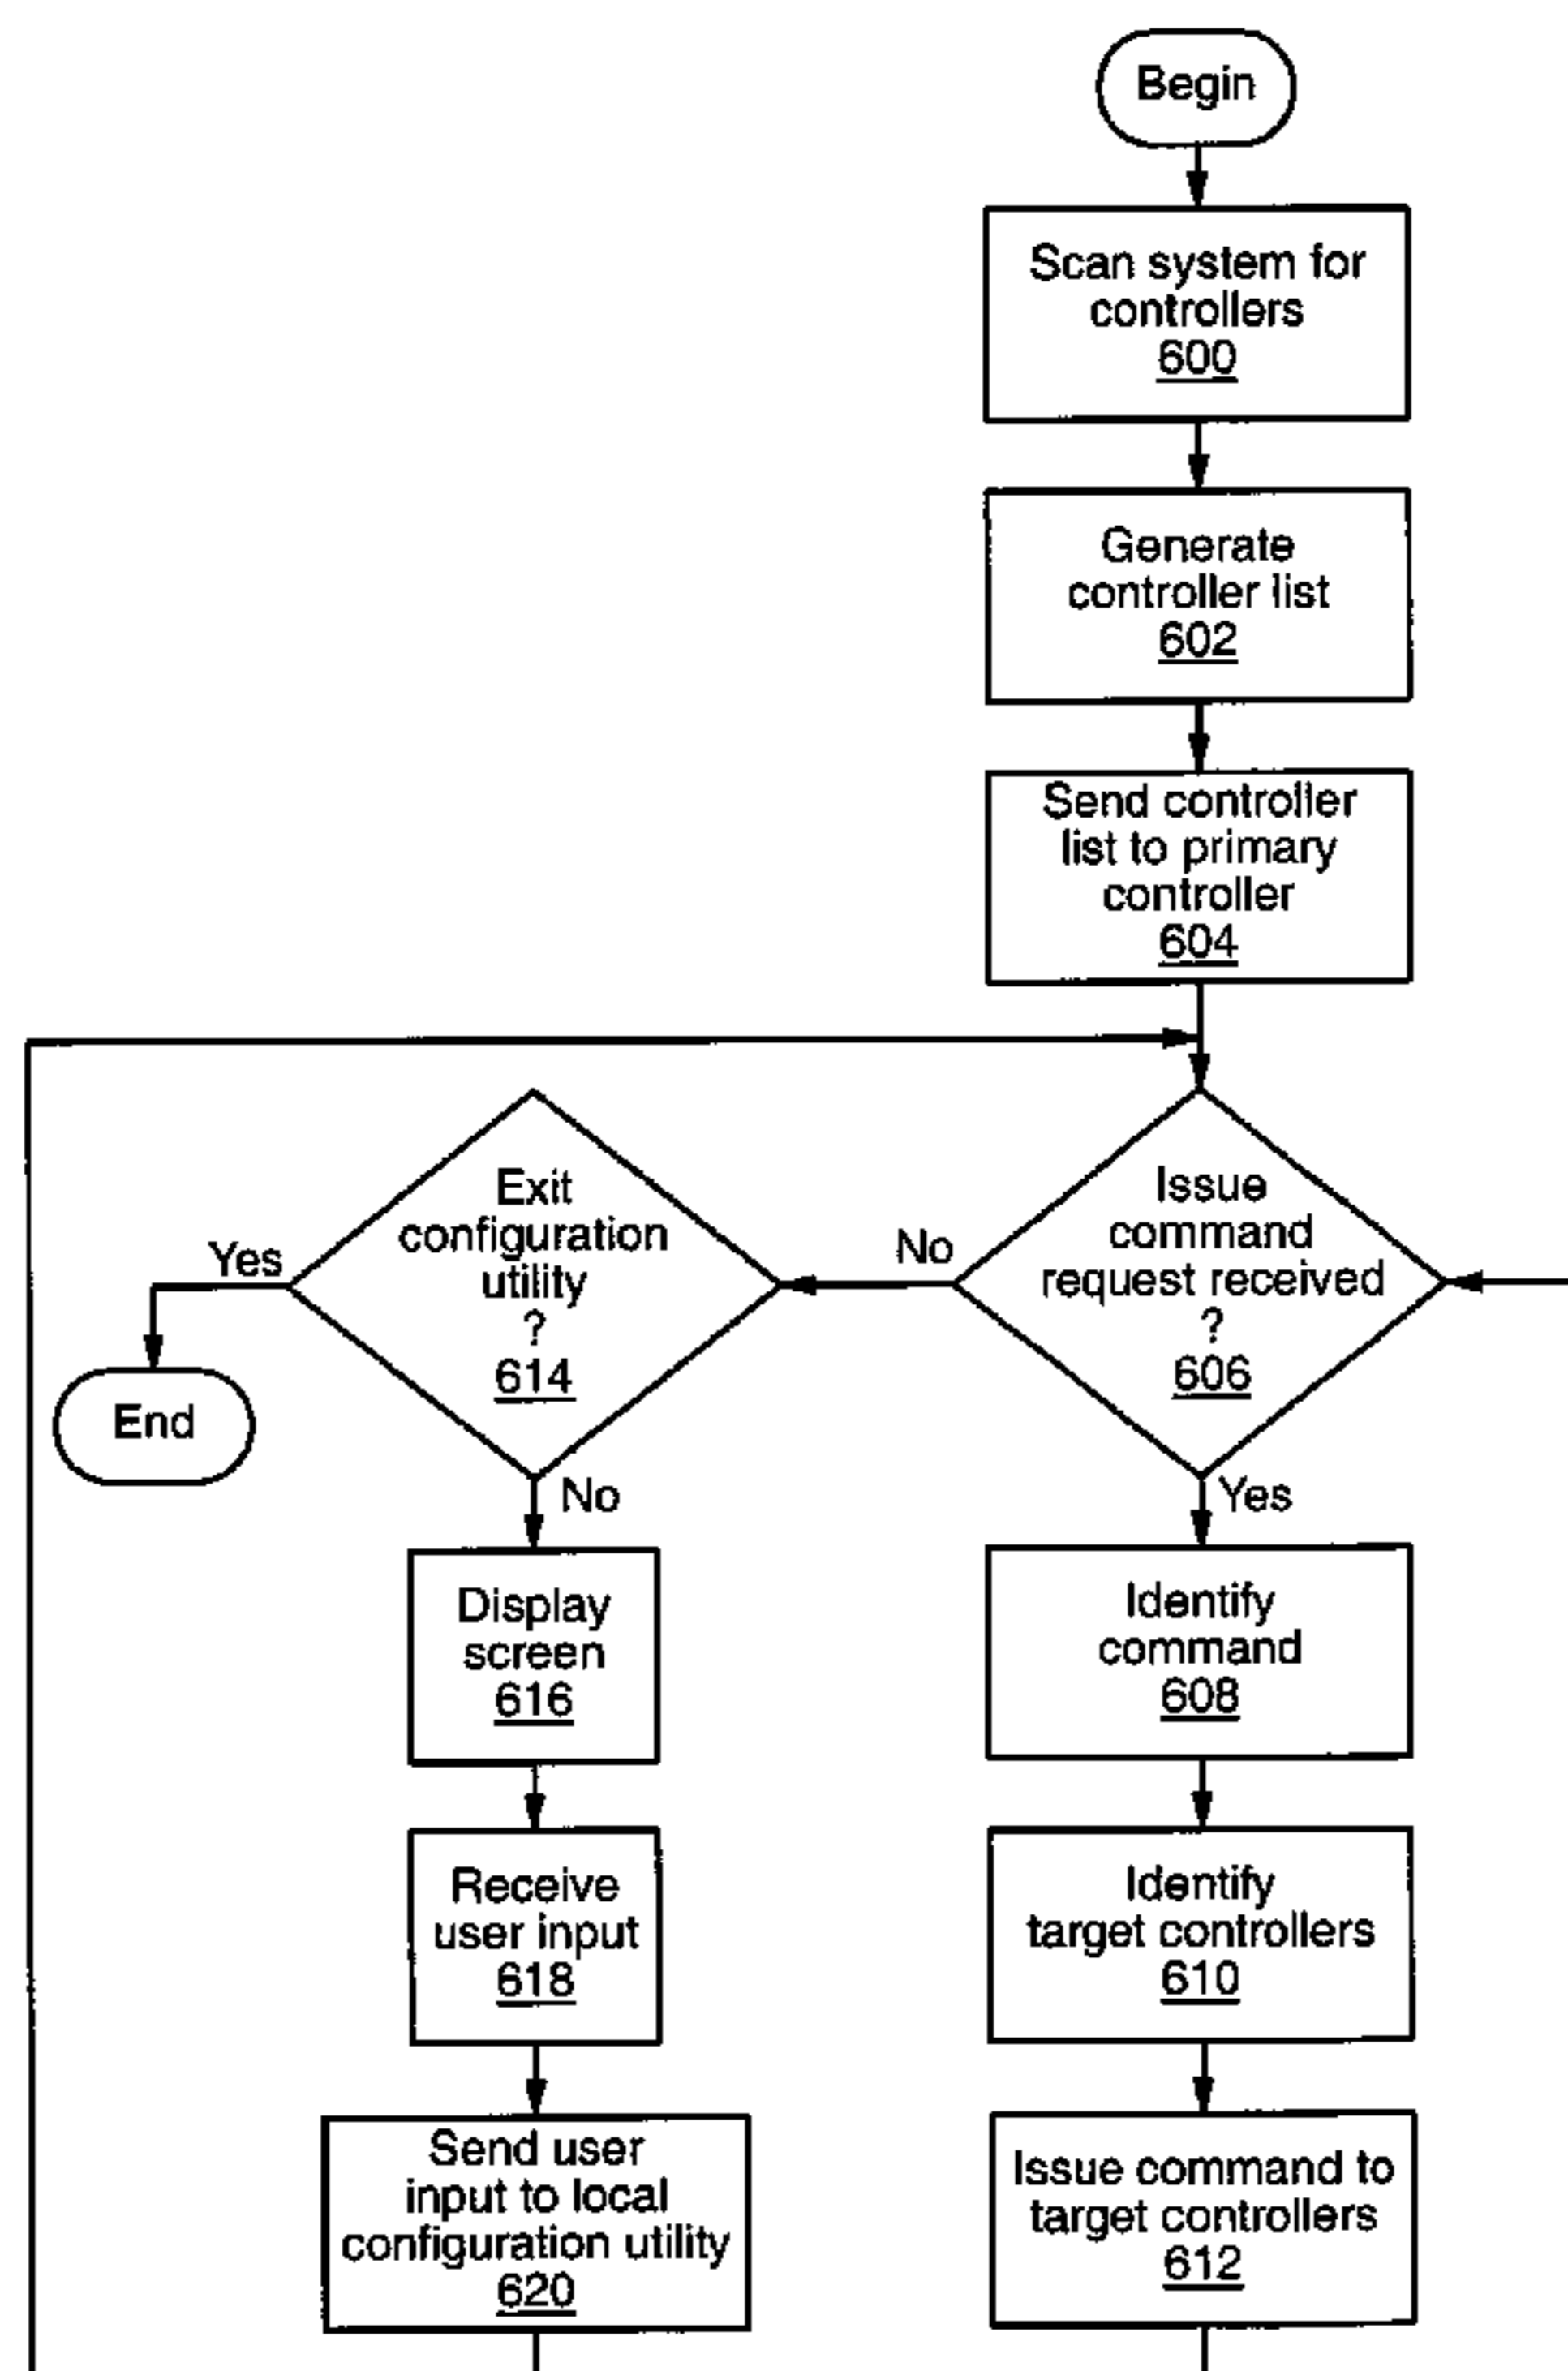 Begin
Scan system for
controllers
600
Generate
controller list
602
Send controller
list to primary
controller
604
Issue
command
request received
?
606
No
Yes
Exit
configuration
utility
?
614
Yes
No
End
Display
screen
616
Receive
user input
618
Send user
input to local
configuration utility
620
Identify
command
608
Identify
target controllers
610
Issue command to
target controllers
612